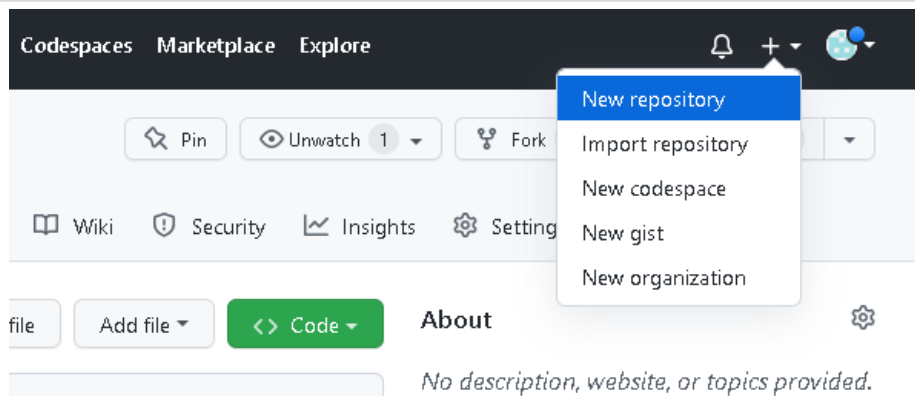 Codespaces Marketplace Explore
New repository
Import repository
New codespace
New gist
New organization
Pin Unwatch 1 Fork
Wiki Security Insights Setting
file Add file Code
About
No description, website, or topics provided.